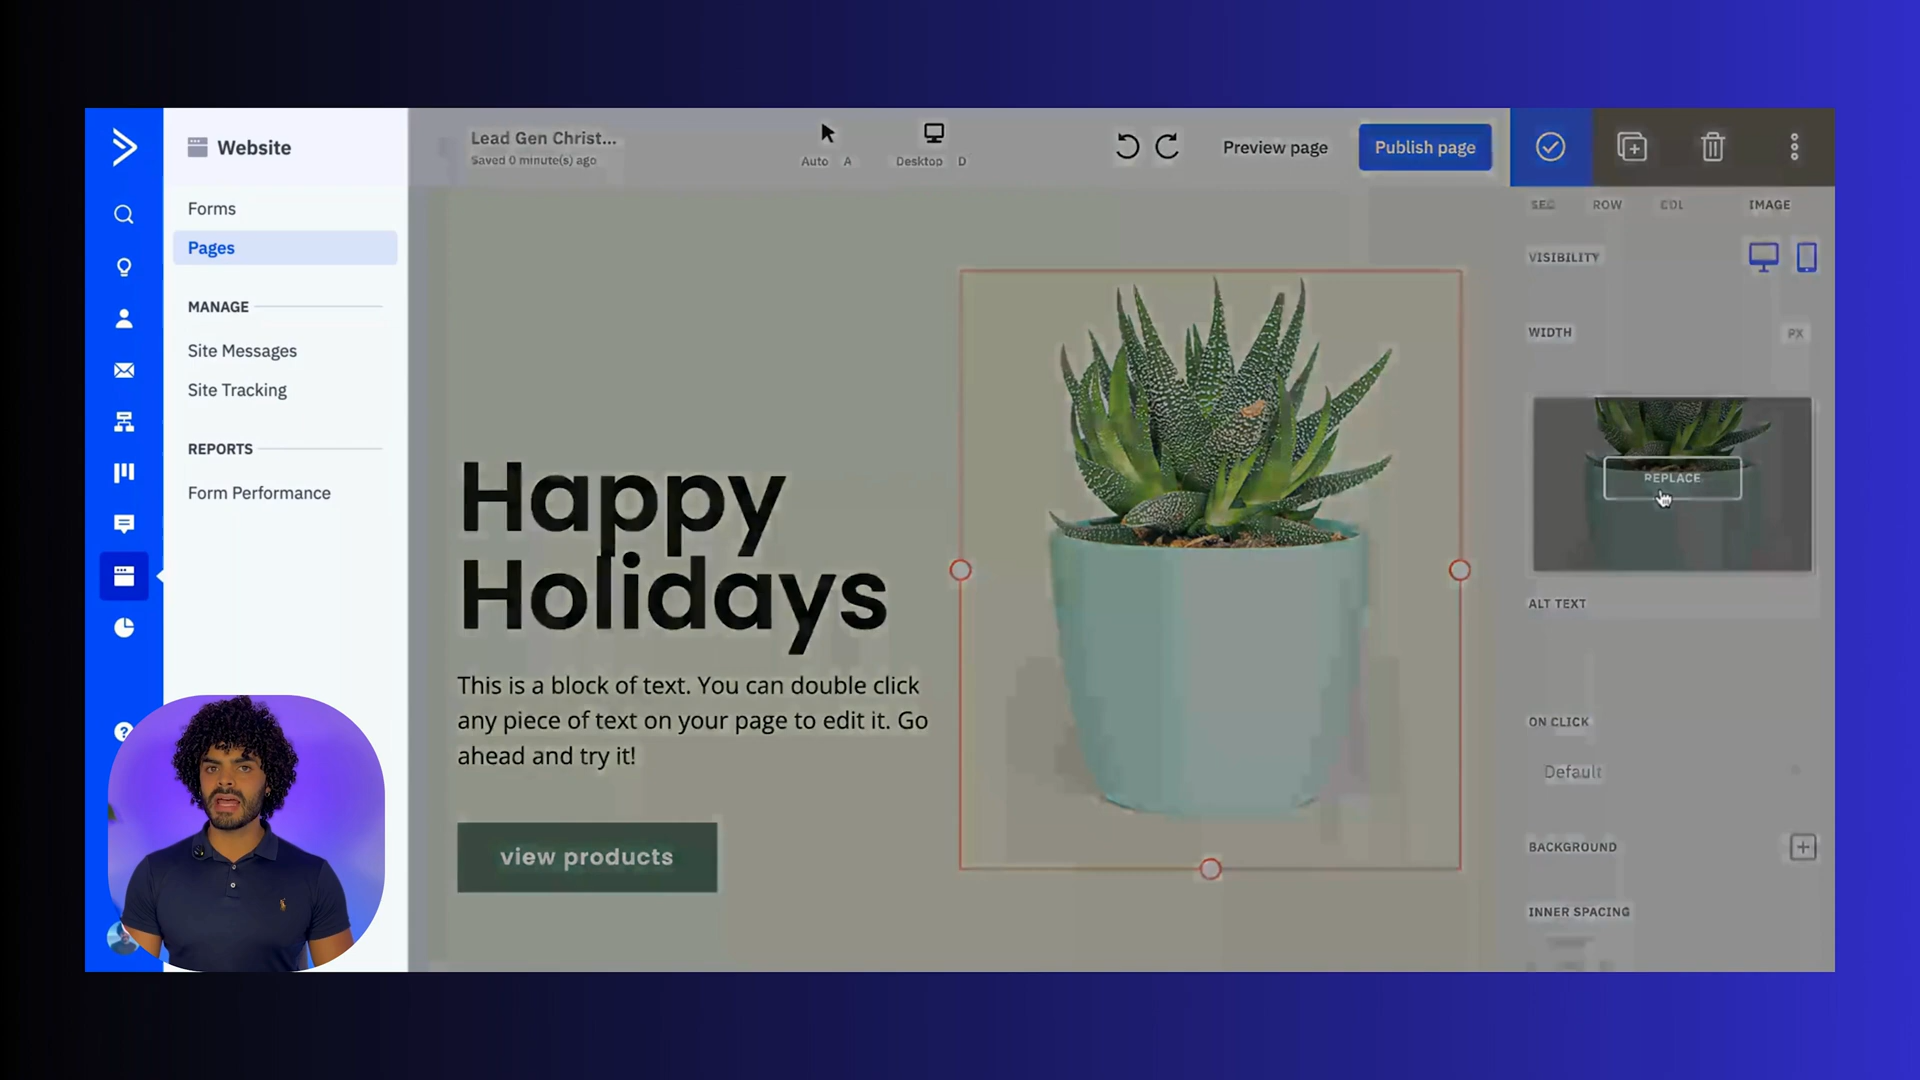 Website
Forms
Pages
MANAGE
Site Messages
Site Tracking
REPORTS
Form Performance
?
Lead Gen Christ...
Saved 0 minute(s) ago
Auto A
Desktop D
Preview page
Publish page
Happy
Holidays
This is a block of text. You can double click
any piece of text on your page to edit it. Go
ahead and try it!
view products
SEC ROW COL IMAGE
VISIBILITY
WIDTH PX
REPLACE
ALT TEXT
ON CLICK
Default
BACKGROUND
INNER SPACING